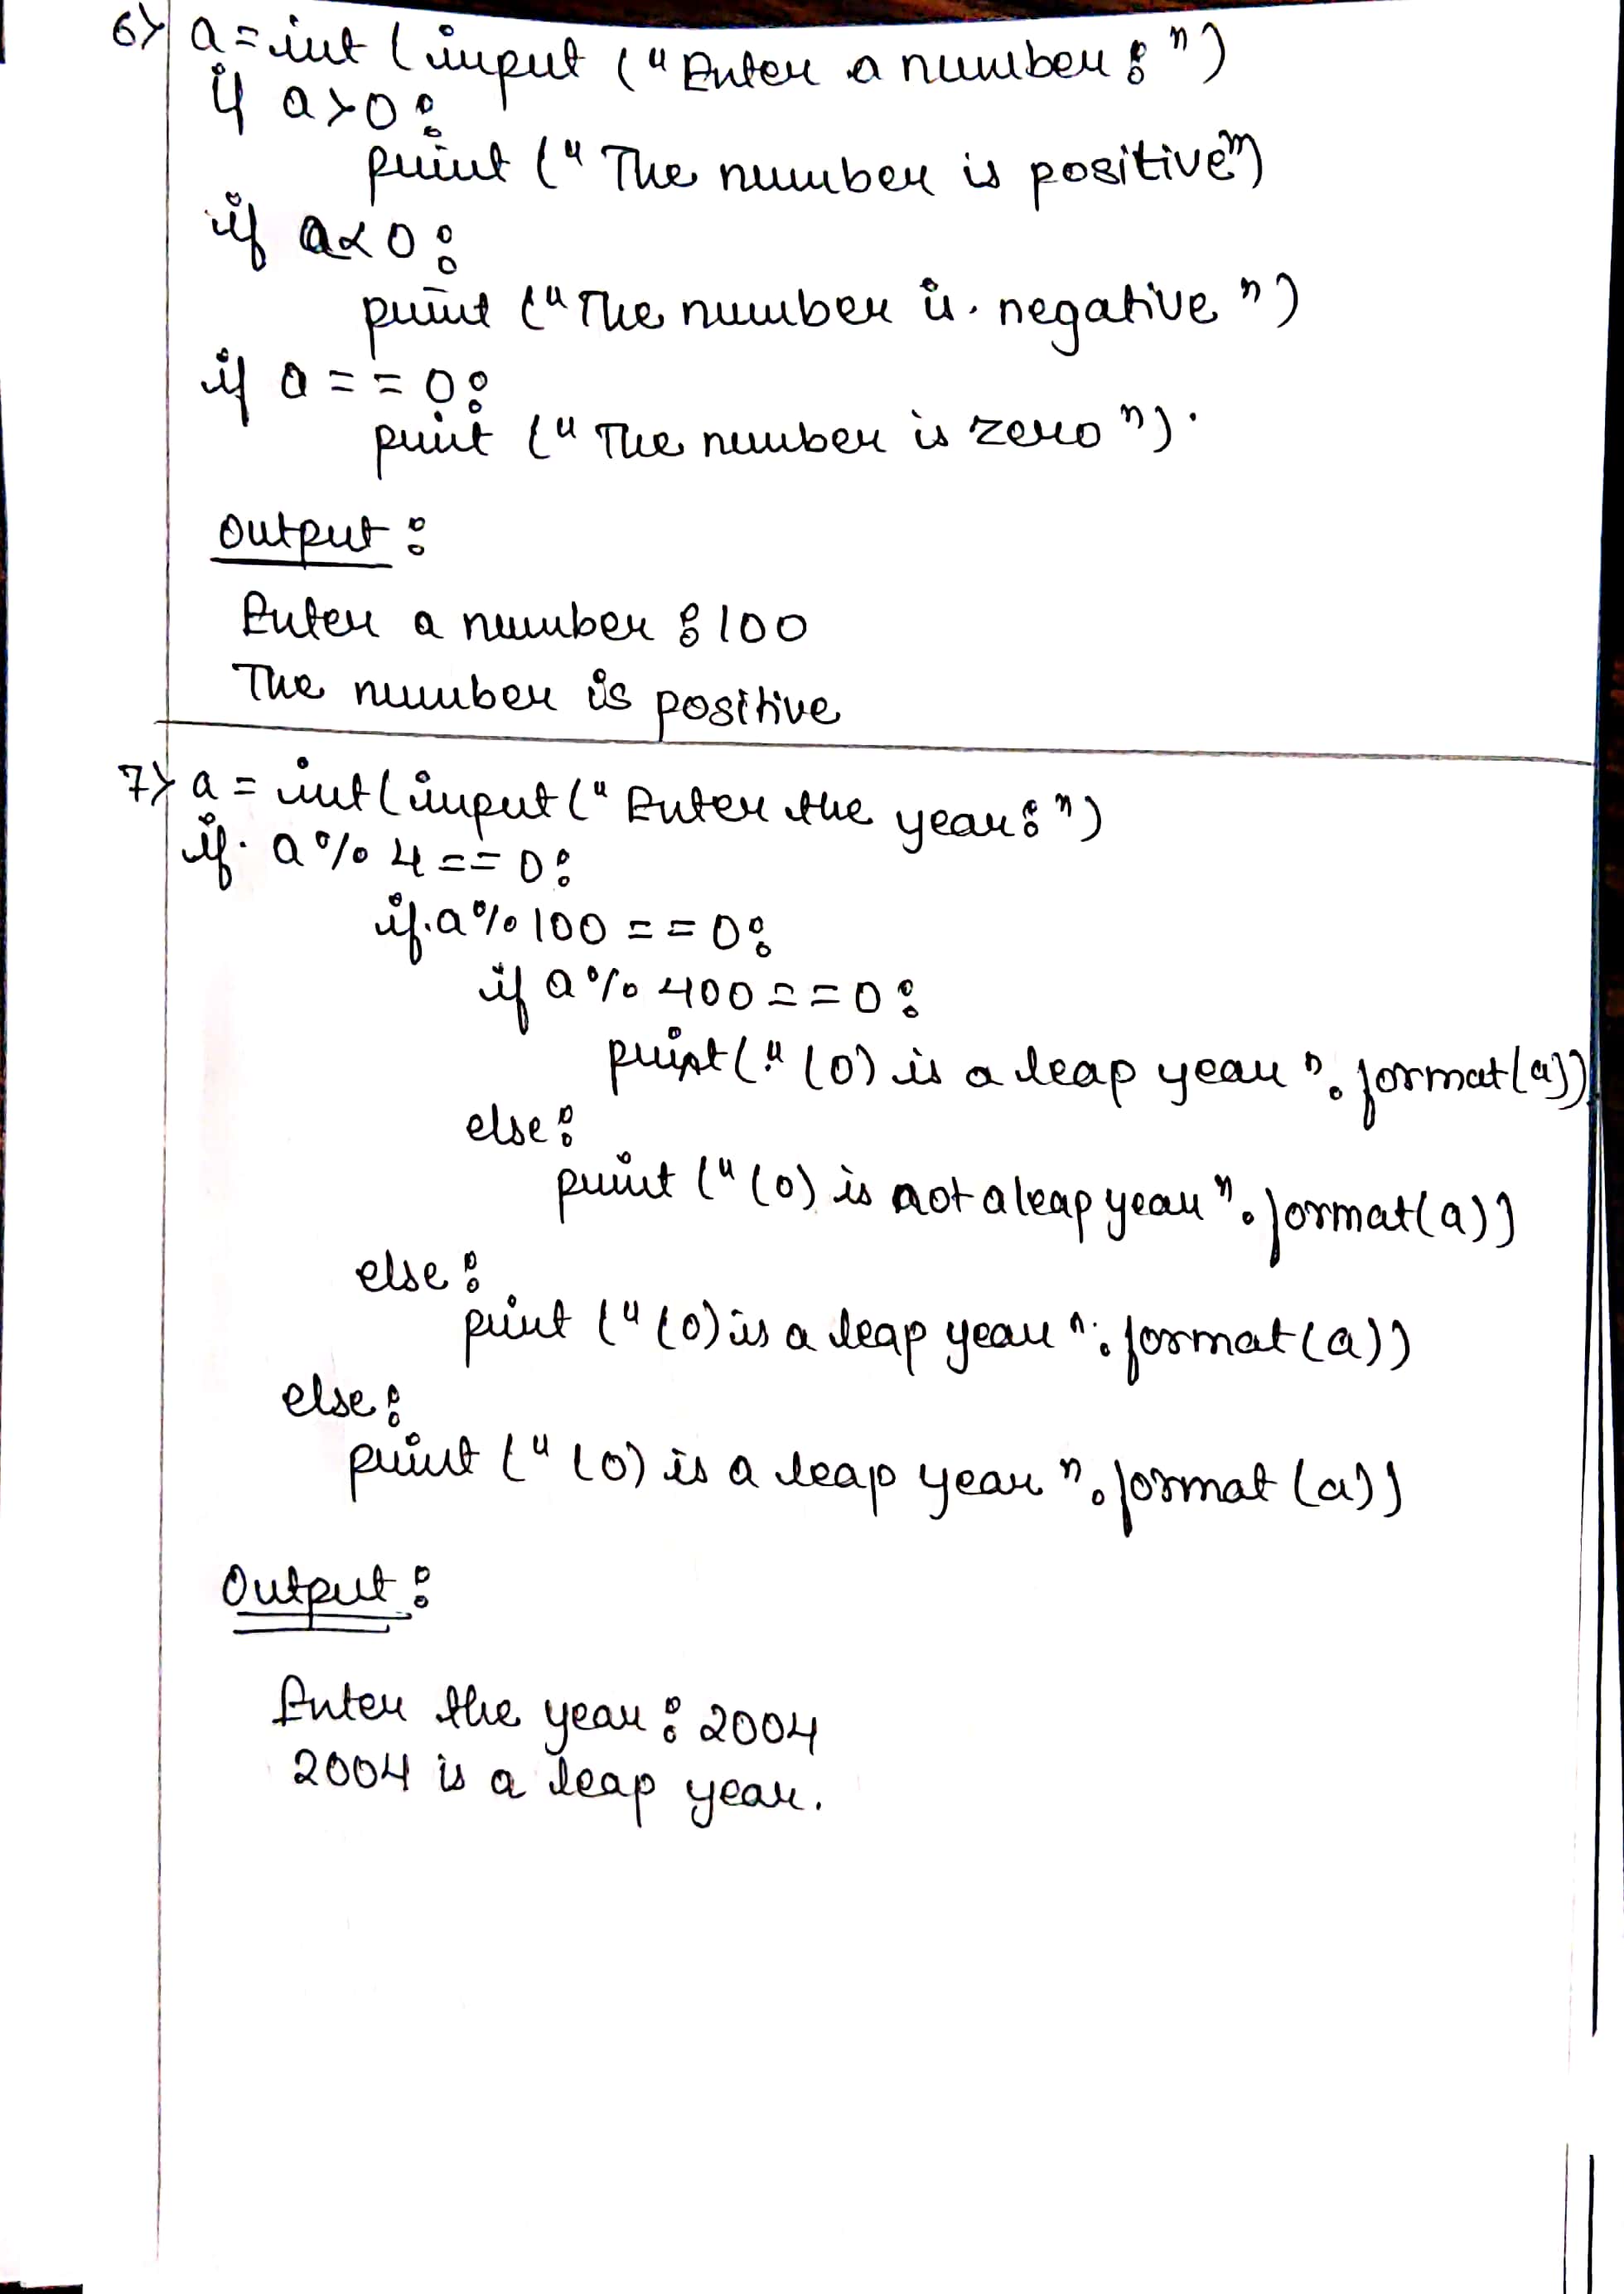 6> a = int (input ("Enter a number : ")
if a>0 :
print (" The number is positive")
if a<0 :
print ("The number is. negative ")
if a == 0 :
print (" The number is zero ").
Output :
Enter a number : 100
The number is positive
7> a = int(input(" Enter the year : ")
if. a % 4 == 0 :
if. a % 100 == 0 :
if a % 400 == 0 :
print (" (0) is a leap year ". format(a))
else :
print (" (0) is not a leap year ". format(a))
else :
print (" (0) is a leap year ". format(a))
else :
print (" (0) is a leap year ". format (a))
Output :
Enter the year : 2004
2004 is a leap year.